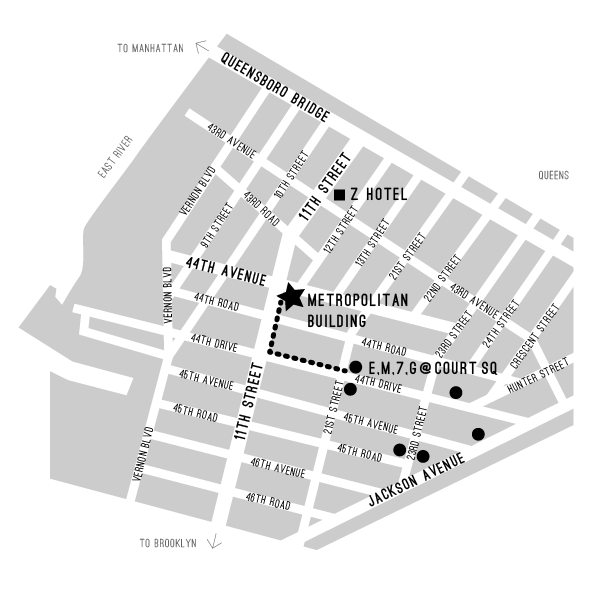 TO MANHATTAN
QUEENSBORO BRIDGE
EAST RIVER
43RD AVENUE
QUEENS
VERNON BLVD
10TH STREET
11TH STREET
Z HOTEL
9TH STREET
43RD ROAD
12TH STREET
13TH STREET
21ST STREET
22ND STREET
44TH AVENUE
VERNON BLVD
44TH ROAD
METROPOLITAN
BUILDING
43RD AVENUE
23RD STREET
24TH STREET
CRESCENT STREET
44TH DRIVE
44TH ROAD
E,M,7,G@COURT SQ
HUNTER STREET
45TH AVENUE
11TH STREET
44TH DRIVE
21ST STREET
45TH ROAD
45TH AVENUE
23RD STREET
VERNON BLVD
46TH AVENUE
45TH ROAD
JACKSON AVENUE
46TH ROAD
TO BROOKLYN